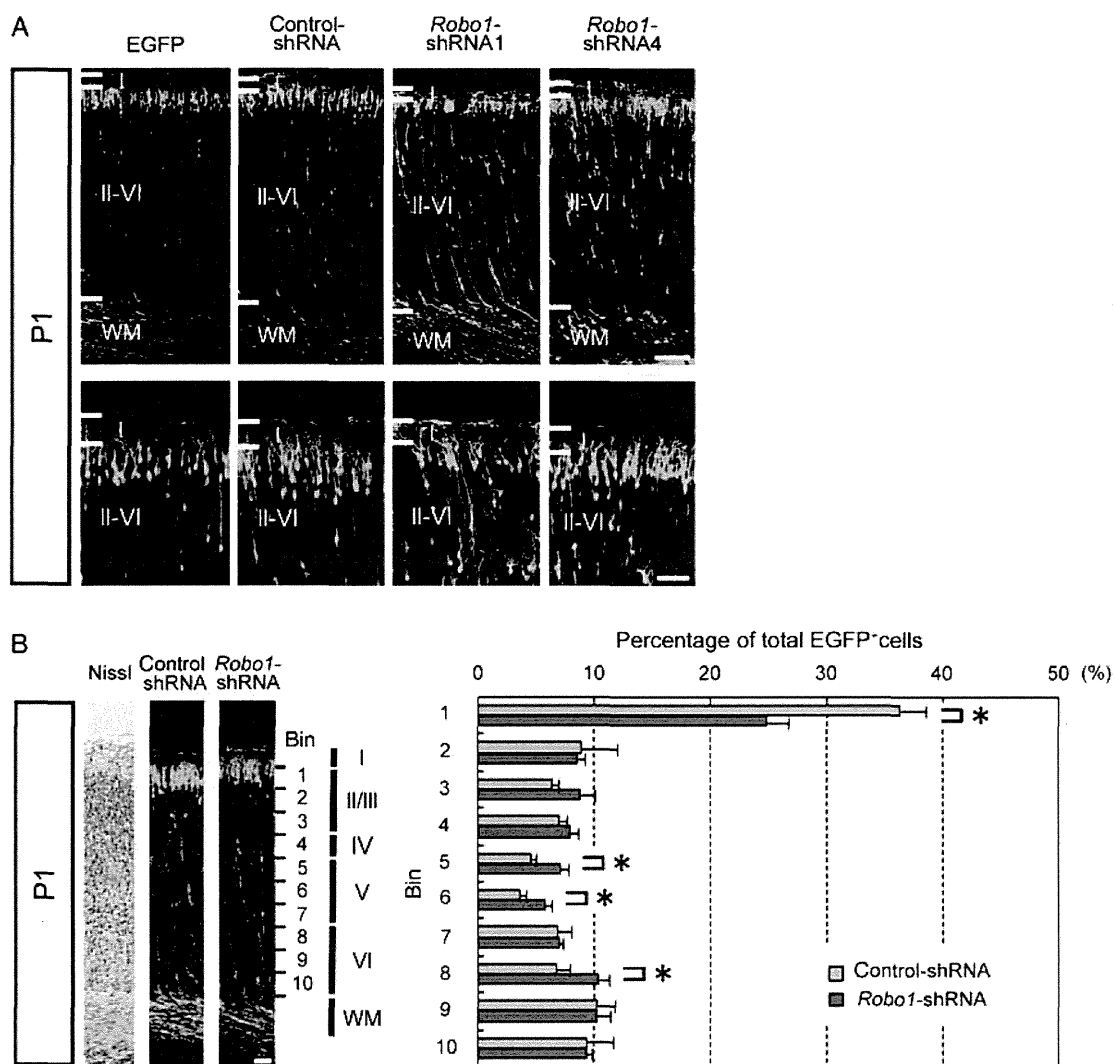 A
EGFP
Control-
shRNA
Robo1-
shRNA1
Robo1-
shRNA4
P1
I
I
I
I
II-VI
II-VI
II-VI
II-VI
WM
WM
WM
WM
I
I
I
I
II-VI
II-VI
II-VI
II-VI
B
Nissl
Control
shRNA
Robo1-
shRNA
P1
Bin
1
2
3
4
5
6
7
8
9
10
I
II/III
IV
V
VI
WM
Percentage of total EGFP+cells
0 10 20 30 40 50 (%)
Bin
1 *
2
3
4
5 *
6 *
7
8 *
9
10
Control-shRNA
Robo1-shRNA